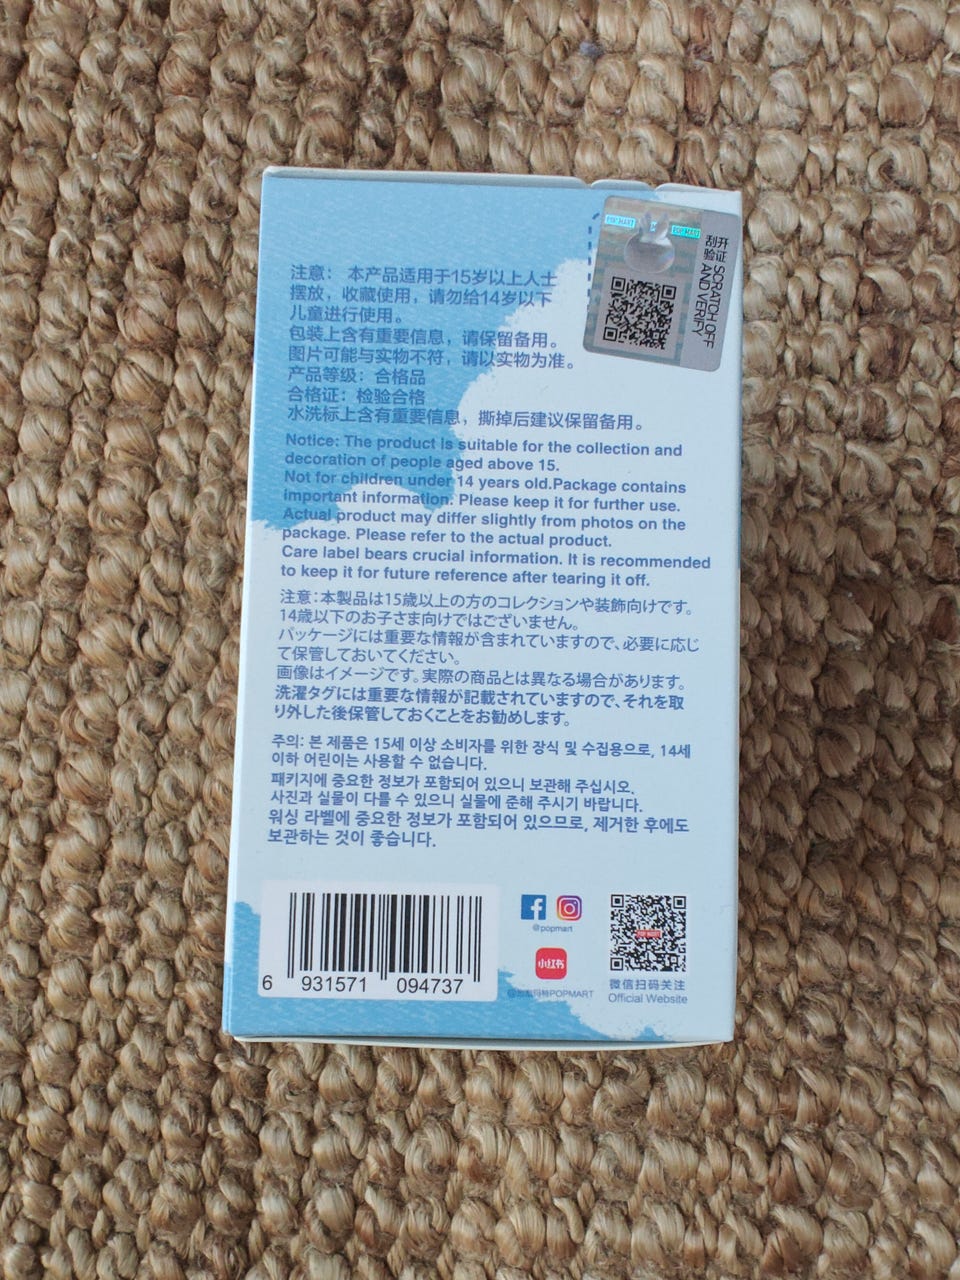 POP MART
POP MART
刮开
验证
SCRATCH OFF
AND VERIFY
注意： 本产品适用于15岁以上人士
摆放，收藏使用，请勿给14岁以下
儿童进行使用。
包装上含有重要信息，请保留备用。
图片可能与实物不符，请以实物为准。
产品等级：合格品
合格证：检验合格
水洗标上含有重要信息，撕掉后建议保留备用。
Notice: The product is suitable for the collection and
decoration of people aged above 15.
Not for children under 14 years old.Package contains
important information. Please keep it for further use.
Actual product may differ slightly from photos on the
package. Please refer to the actual product.
Care label bears crucial information. It is recommended
to keep it for future reference after tearing it off.
注意：本製品は15歳以上の方のコレクションや装飾向けです。
14歳以下のお子さま向けではございません。
パッケージには重要な情報が含まれていますので、必要に応じ
て保管しておいてください。
画像はイメージです。実際の商品とは異なる場合があります。
洗濯タグには重要な情報が記載されていますので、それを取
り外した後保管しておくことをお勧めします。
주의: 본 제품은 15세 이상 소비자를 위한 장식 및 수집용으로, 14세
이하 어린이는 사용할 수 없습니다.
패키지에 중요한 정보가 포함되어 있으니 보관해 주십시오.
사진과 실물이 다를 수 있으니 실물에 준해 주시기 바랍니다.
워싱 라벨에 중요한 정보가 포함되어 있으므로, 제거한 후에도
보관하는 것이 좋습니다.
6 931571 094737
@popmart
小红书
@泡泡玛特POPMART
POP MART
微信扫码关注
Official Website